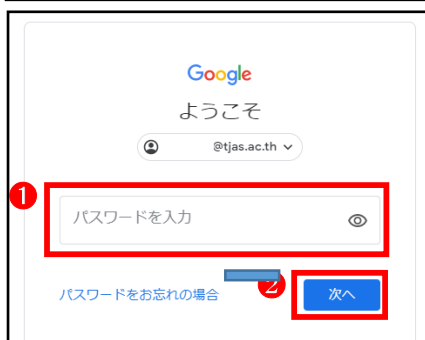 Google
ようこそ
@tjas.ac.th
1
パスワードを入力
パスワードをお忘れの場合
2
次へ